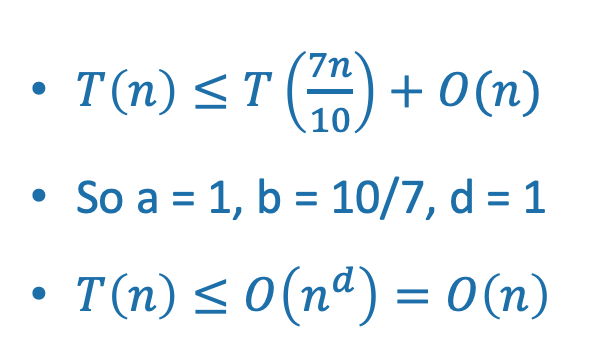 • T(n) ≤ T(7n/10) + O(n)
• So a = 1, b = 10/7, d = 1
• T(n) ≤ O(n^d) = O(n)